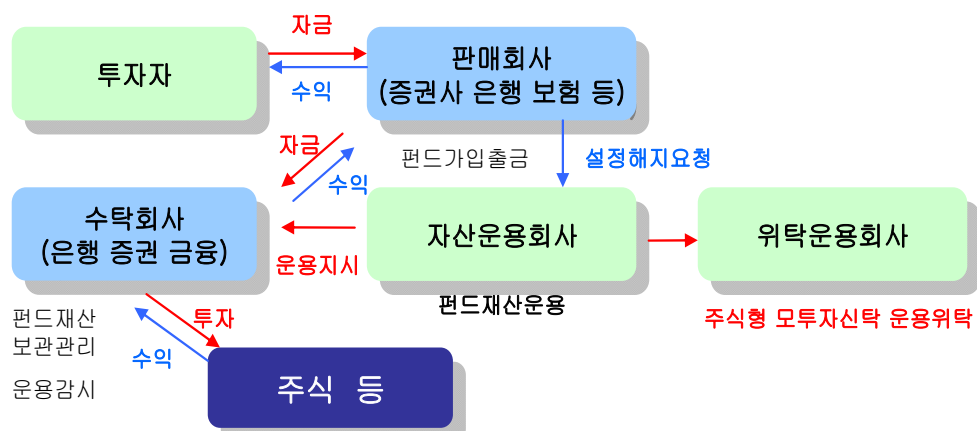 자금
투자자
판매회사
(증권사 은행 보험 등)
수익
자금
수익
펀드가입출금
설정해지요청
수탁회사
(은행 증권 금융)
운용지시
자산운용회사
펀드재산운용
위탁운용회사
주식형 모투자신탁 운용위탁
펀드재산
보관관리
운용감시
투자
수익
주식 등